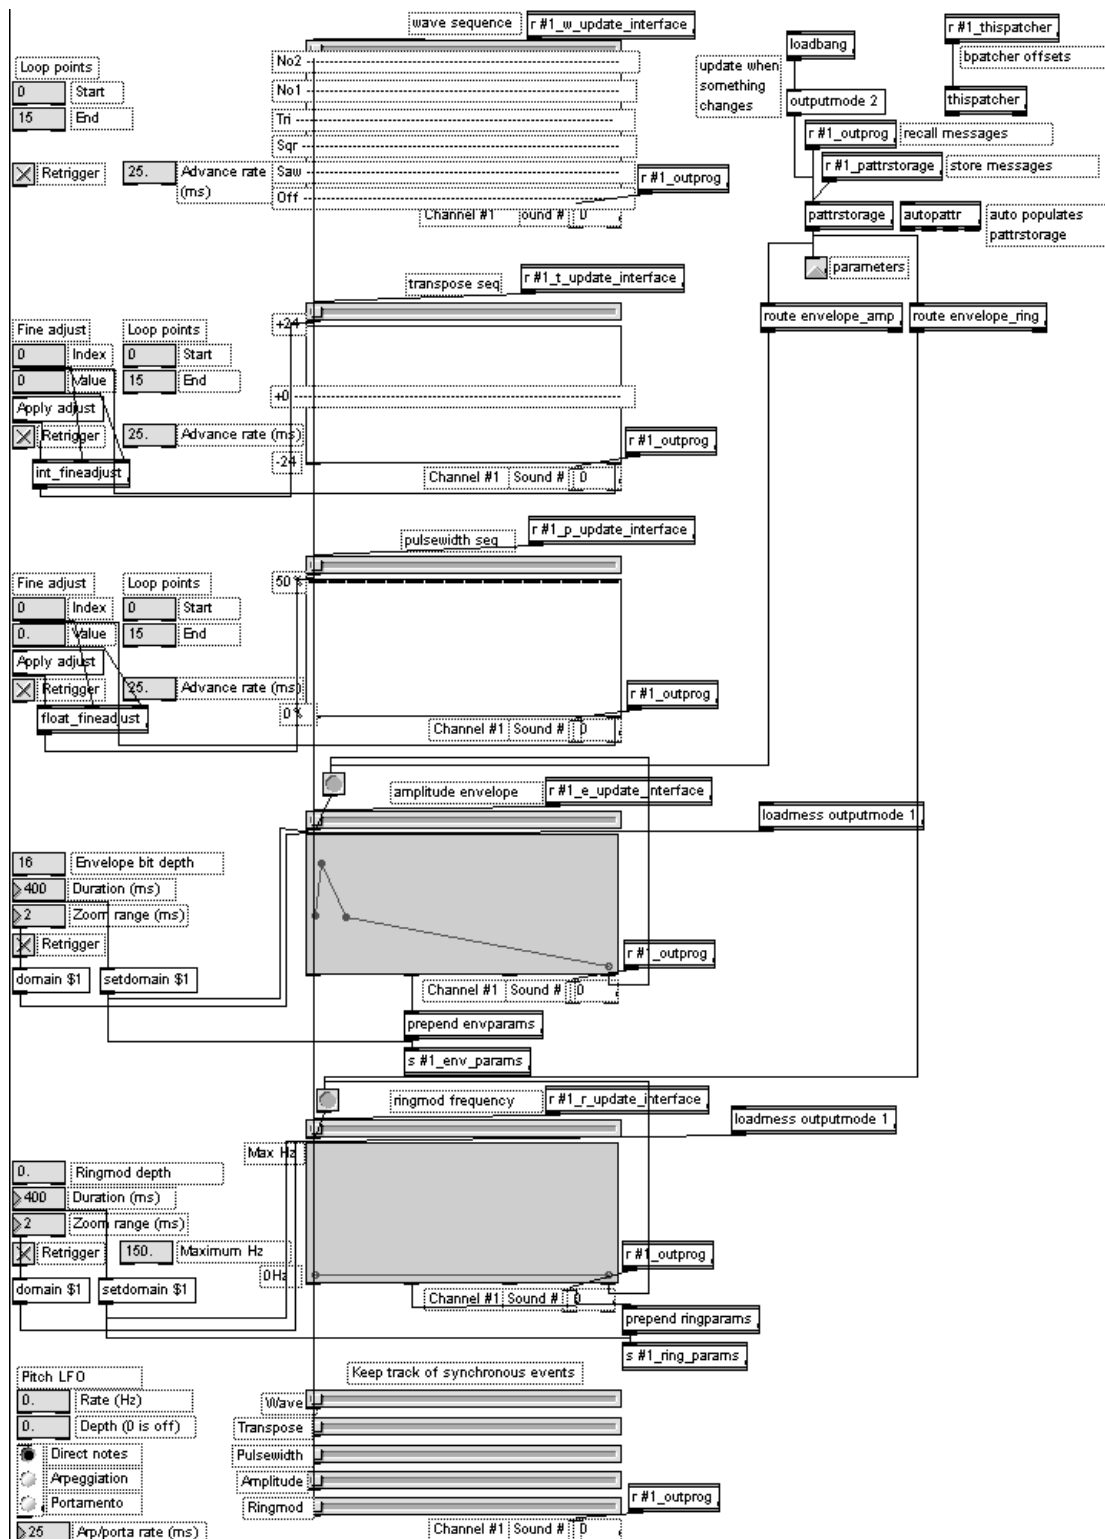 wave sequence
r #1_w_update_interface
loadbang
r #1_thispatcher
bpatcher offsets
update when
something
changes
outputmode 2
thispatcher
r #1_outprog
recall messages
r #1_pattrstorage
store messages
pattrstorage
autopattr
auto populates
pattrstorage
parameters
route envelope_amp
route envelope_ring
Loop points
0
Start
15
End
Retrigger
25.
Advance rate
(ms)
No2
No1
Tri
Sqr
Saw
Off
r #1_outprog
Channel #1
ound #
0
transpose seq
r #1_t_update_interface
Fine adjust
Loop points
+24
0
Index
0
Start
0
Value
15
End
+0
Apply adjust
Retrigger
25.
Advance rate (ms)
r #1_outprog
-24
int_fineadjust
Channel #1
Sound #
0
pulsewidth seq
r #1_p_update_interface
Fine adjust
Loop points
50 %
0
Index
0
Start
0.
Value
15
End
Apply adjust
Retrigger
25.
Advance rate (ms)
r #1_outprog
0 %
float_fineadjust
Channel #1
Sound #
0
amplitude envelope
r #1_e_update_interface
loadmess outputmode 1
16
Envelope bit depth
400
Duration (ms)
2
Zoom range (ms)
Retrigger
r #1_outprog
domain $1
setdomain $1
Channel #1
Sound #
0
prepend envparams
s #1_env_params
ringmod frequency
r #1_r_update_interface
loadmess outputmode 1
Max Hz
0.
Ringmod depth
400
Duration (ms)
2
Zoom range (ms)
Retrigger
150.
Maximum Hz
r #1_outprog
0Hz
domain $1
setdomain $1
Channel #1
Sound #
0
prepend ringparams
s #1_ring_params
Pitch LFO
Keep track of synchronous events
0.
Rate (Hz)
Wave
0.
Depth (0 is off)
Transpose
Direct notes
Pulsewidth
Arpeggiation
Amplitude
Portamento
Ringmod
r #1_outprog
25
Arp/porta rate (ms)
Channel #1
Sound #
0